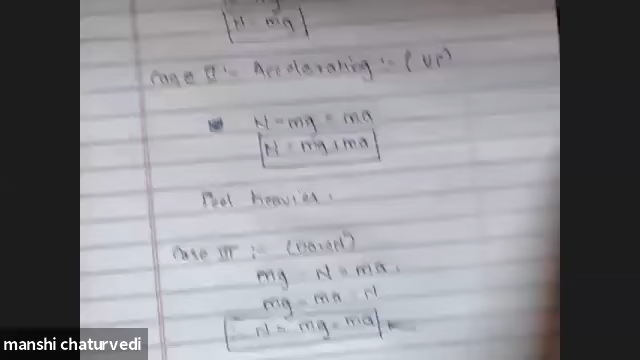 N = mg
Case II :- Accelerating :- (UP)
N - mg = ma
N = mg + ma
Feel heavier.
Case III :- (Down)
mg - N = ma.
mg - ma = N
N = mg - ma
manshi chaturvedi